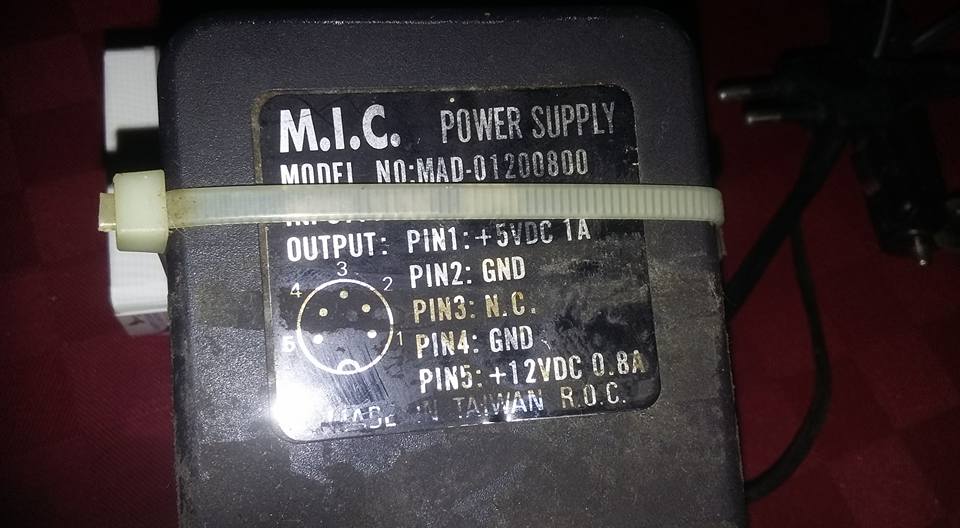 M.I.C. POWER SUPPLY
MODEL NO:MAD-01200800
OUTPUT: PIN1: +5VDC 1A
PIN2: GND
PIN3: N.C.
PIN4: GND
PIN5: +12VDC 0.8A
3
4 2
5 1
MADE IN TAIWAN R.O.C.